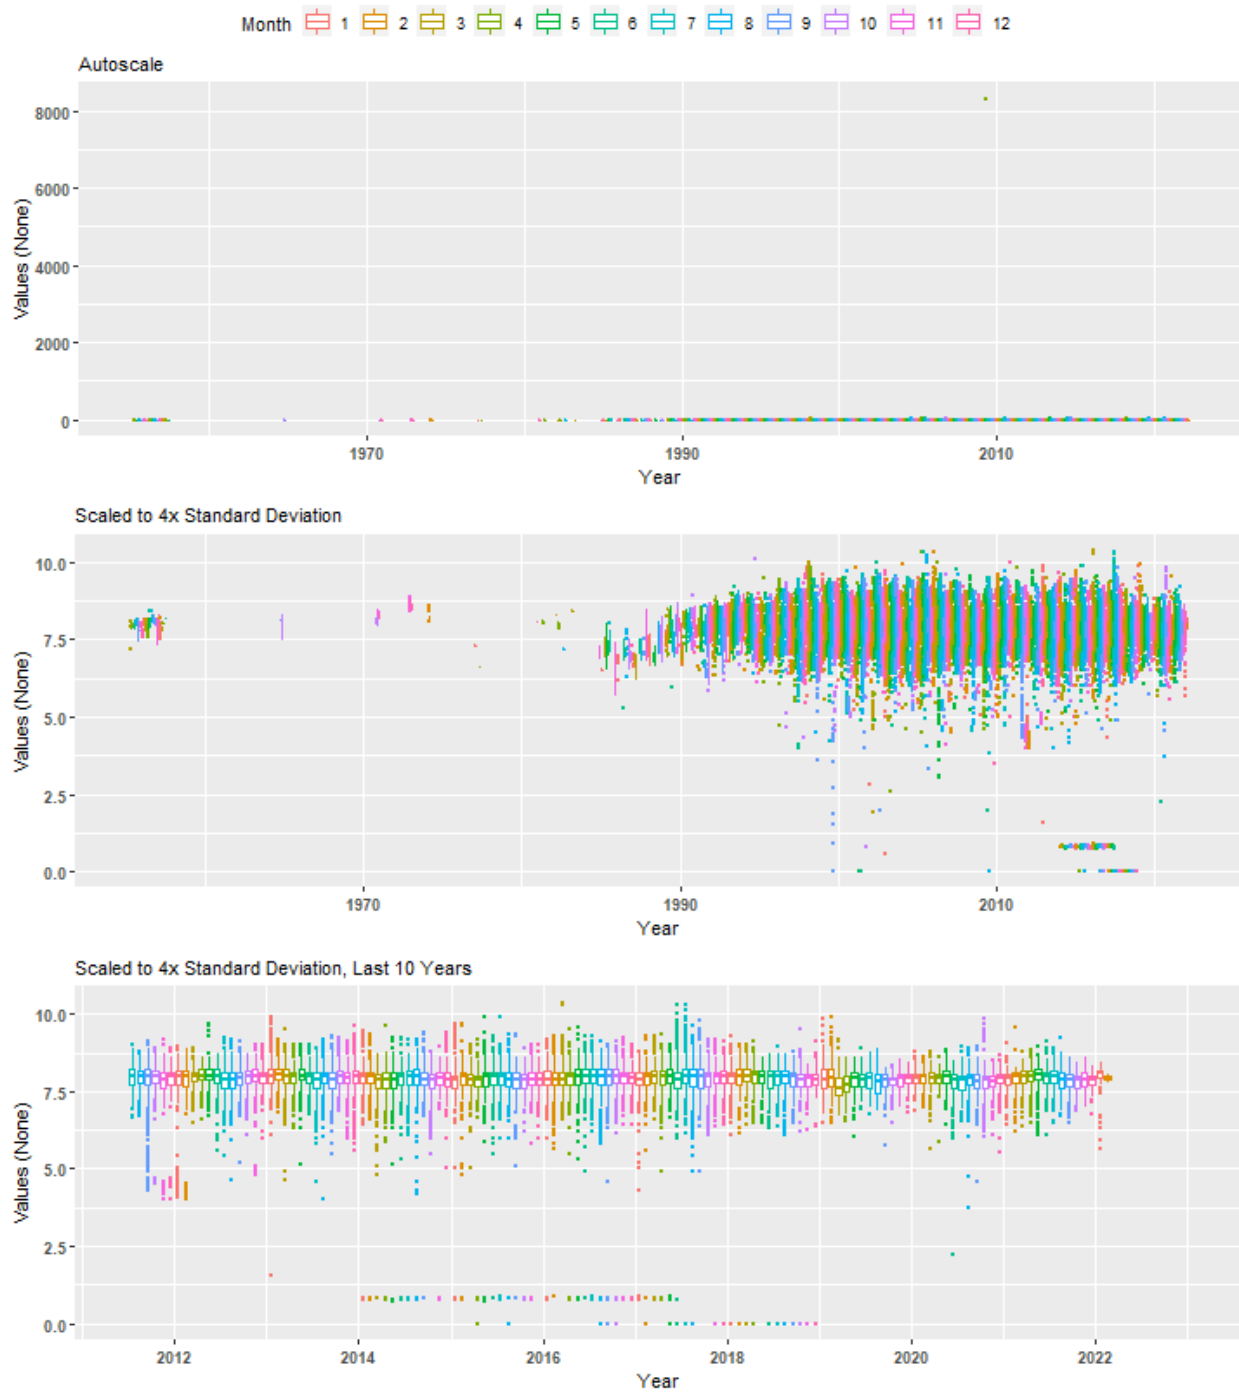 Month 1 2 3 4 5 6 7 8 9 10 11 12
Autoscale
Values (None)
8000
6000
4000
2000
0
1970 1990 2010
Year
Scaled to 4x Standard Deviation
Values (None)
10.0
7.5
5.0
2.5
0.0
1970 1990 2010
Year
Scaled to 4x Standard Deviation, Last 10 Years
Values (None)
10.0
7.5
5.0
2.5
0.0
2012 2014 2016 2018 2020 2022
Year